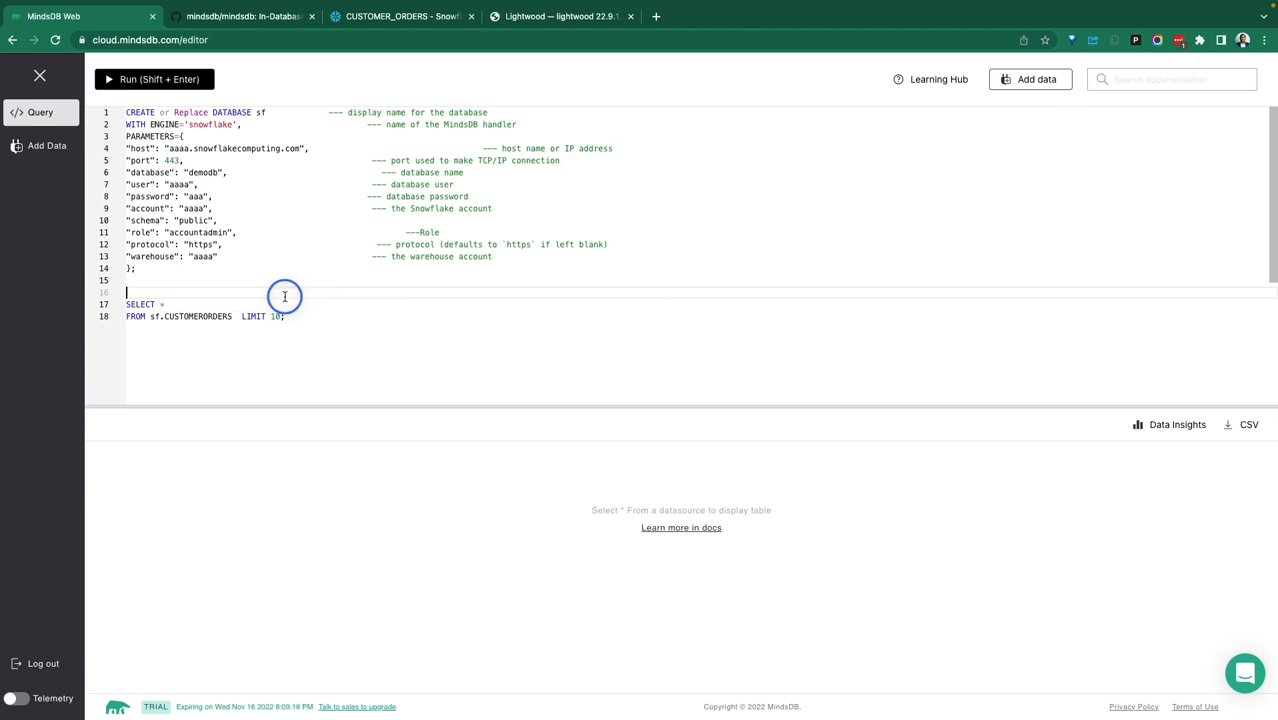 MindsDB Web
mindsdb/mindsdb: In-Database
CUSTOMER_ORDERS - Snowfl
Lightwood — lightwood 22.9.1.
cloud.mindsdb.com/editor
Run (Shift + Enter)
Learning Hub
Add data
Search documentation
Query
Add Data
1 CREATE or Replace DATABASE sf --- display name for the database
2 WITH ENGINE='snowflake', --- name of the MindsDB handler
3 PARAMETERS={
4 "host": "aaaa.snowflakecomputing.com", --- host name or IP address
5 "port": 443, --- port used to make TCP/IP connection
6 "database": "demodb", --- database name
7 "user": "aaaa", --- database user
8 "password": "aaa", --- database password
9 "account": "aaaa", --- the Snowflake account
10 "schema": "public",
11 "role": "accountadmin", ---Role
12 "protocol": "https", --- protocol (defaults to `https` if left blank)
13 "warehouse": "aaaa" --- the warehouse account
14 };
15
16
17 SELECT *
18 FROM sf.CUSTOMERORDERS LIMIT 10;
Data Insights
CSV
Select * From a datasource to display table
Learn more in docs
Log out
Telemetry
TRIAL
Expiring on Wed Nov 16 2022 8:09:18 PM
Talk to sales to upgrade
Copyright © 2022 MindsDB.
Privacy Policy
Terms of Use